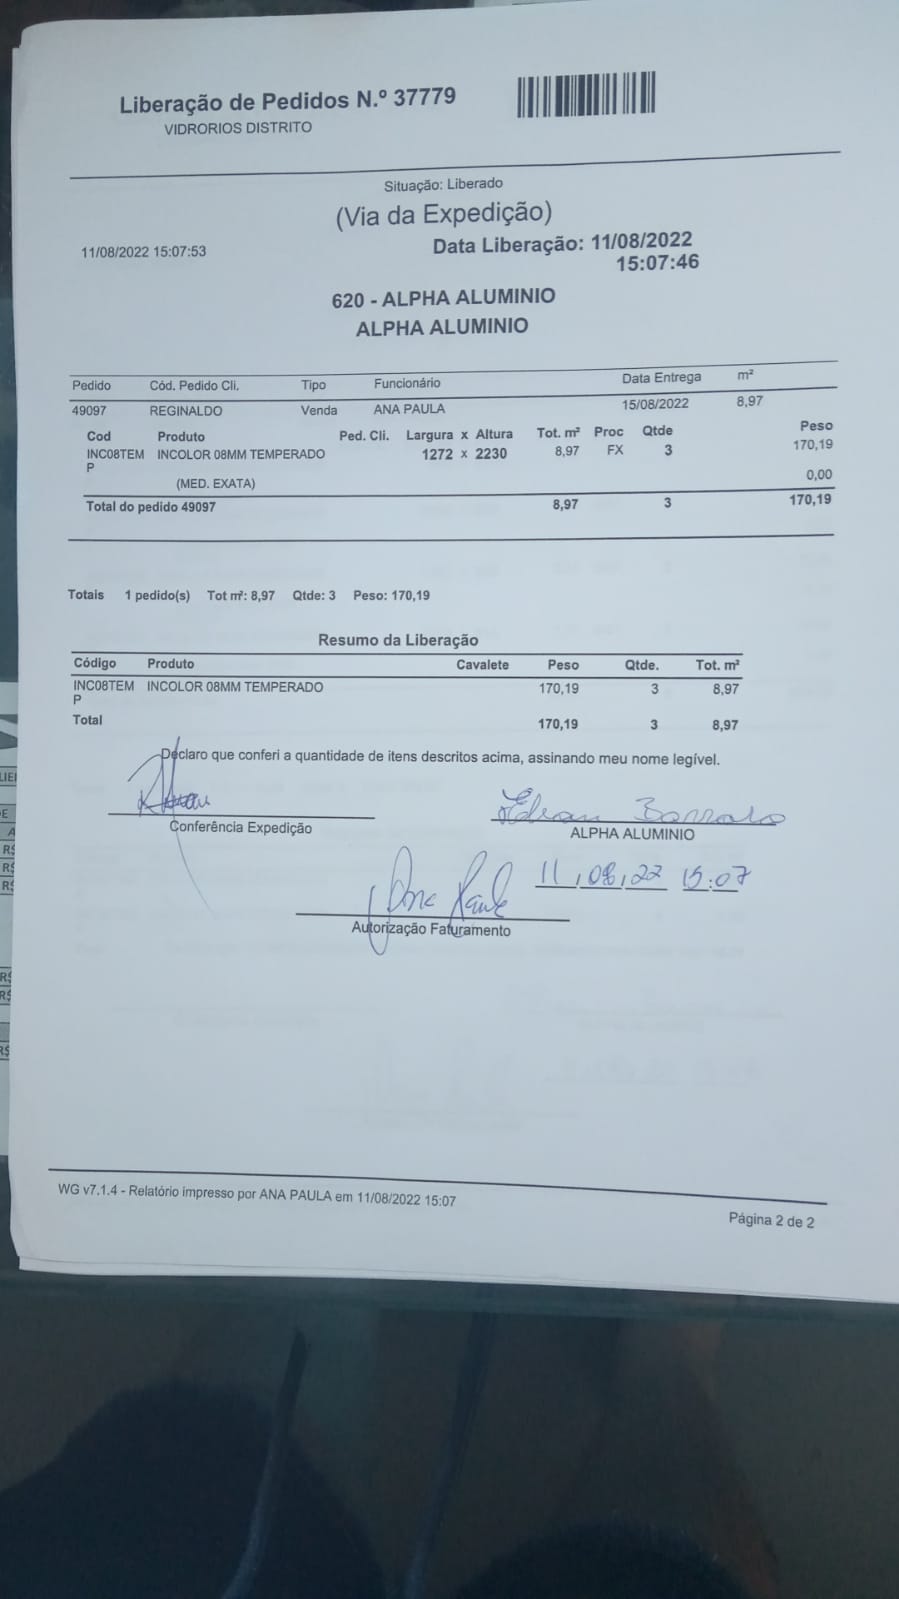 Liberação de Pedidos N.º 37779
VIDRORIOS DISTRITO
Situação: Liberado
(Via da Expedição)
11/08/2022 15:07:53
Data Liberação: 11/08/2022
15:07:46
620 - ALPHA ALUMINIO
ALPHA ALUMINIO
Pedido Cód. Pedido Cli. Tipo Funcionário Data Entrega m²
49097 REGINALDO Venda ANA PAULA 15/08/2022 8,97
Cod Produto Ped. Cli. Largura x Altura Tot. m² Proc Qtde Peso
INC08TEM INCOLOR 08MM TEMPERADO 1272 x 2230 8,97 FX 3 170,19
P
(MED. EXATA) 0,00
Total do pedido 49097 8,97 3 170,19
Totais 1 pedido(s) Tot m²: 8,97 Qtde: 3 Peso: 170,19
Resumo da Liberação
Código Produto Cavalete Peso Qtde. Tot. m²
INC08TEM INCOLOR 08MM TEMPERADO 170,19 3 8,97
P
Total 170,19 3 8,97
Declaro que conferi a quantidade de itens descritos acima, assinando meu nome legível.
Conferência Expedição
ALPHA ALUMINIO
11/08/22 15:07
Ana Paula
Autorização Faturamento
WG v7.1.4 - Relatório impresso por ANA PAULA em 11/08/2022 15:07
Página 2 de 2